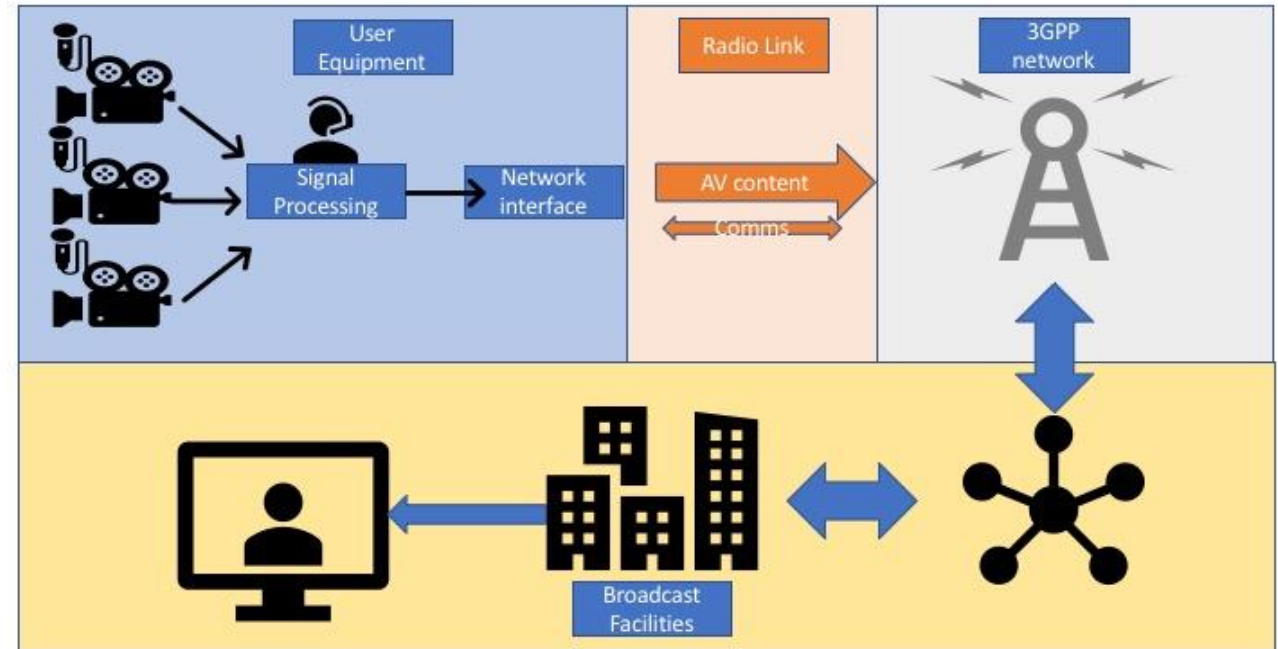 User
Equipment
Radio Link
3GPP
network
Signal
Processing
Network
interface
AV content
Comms
Broadcast
Facilities